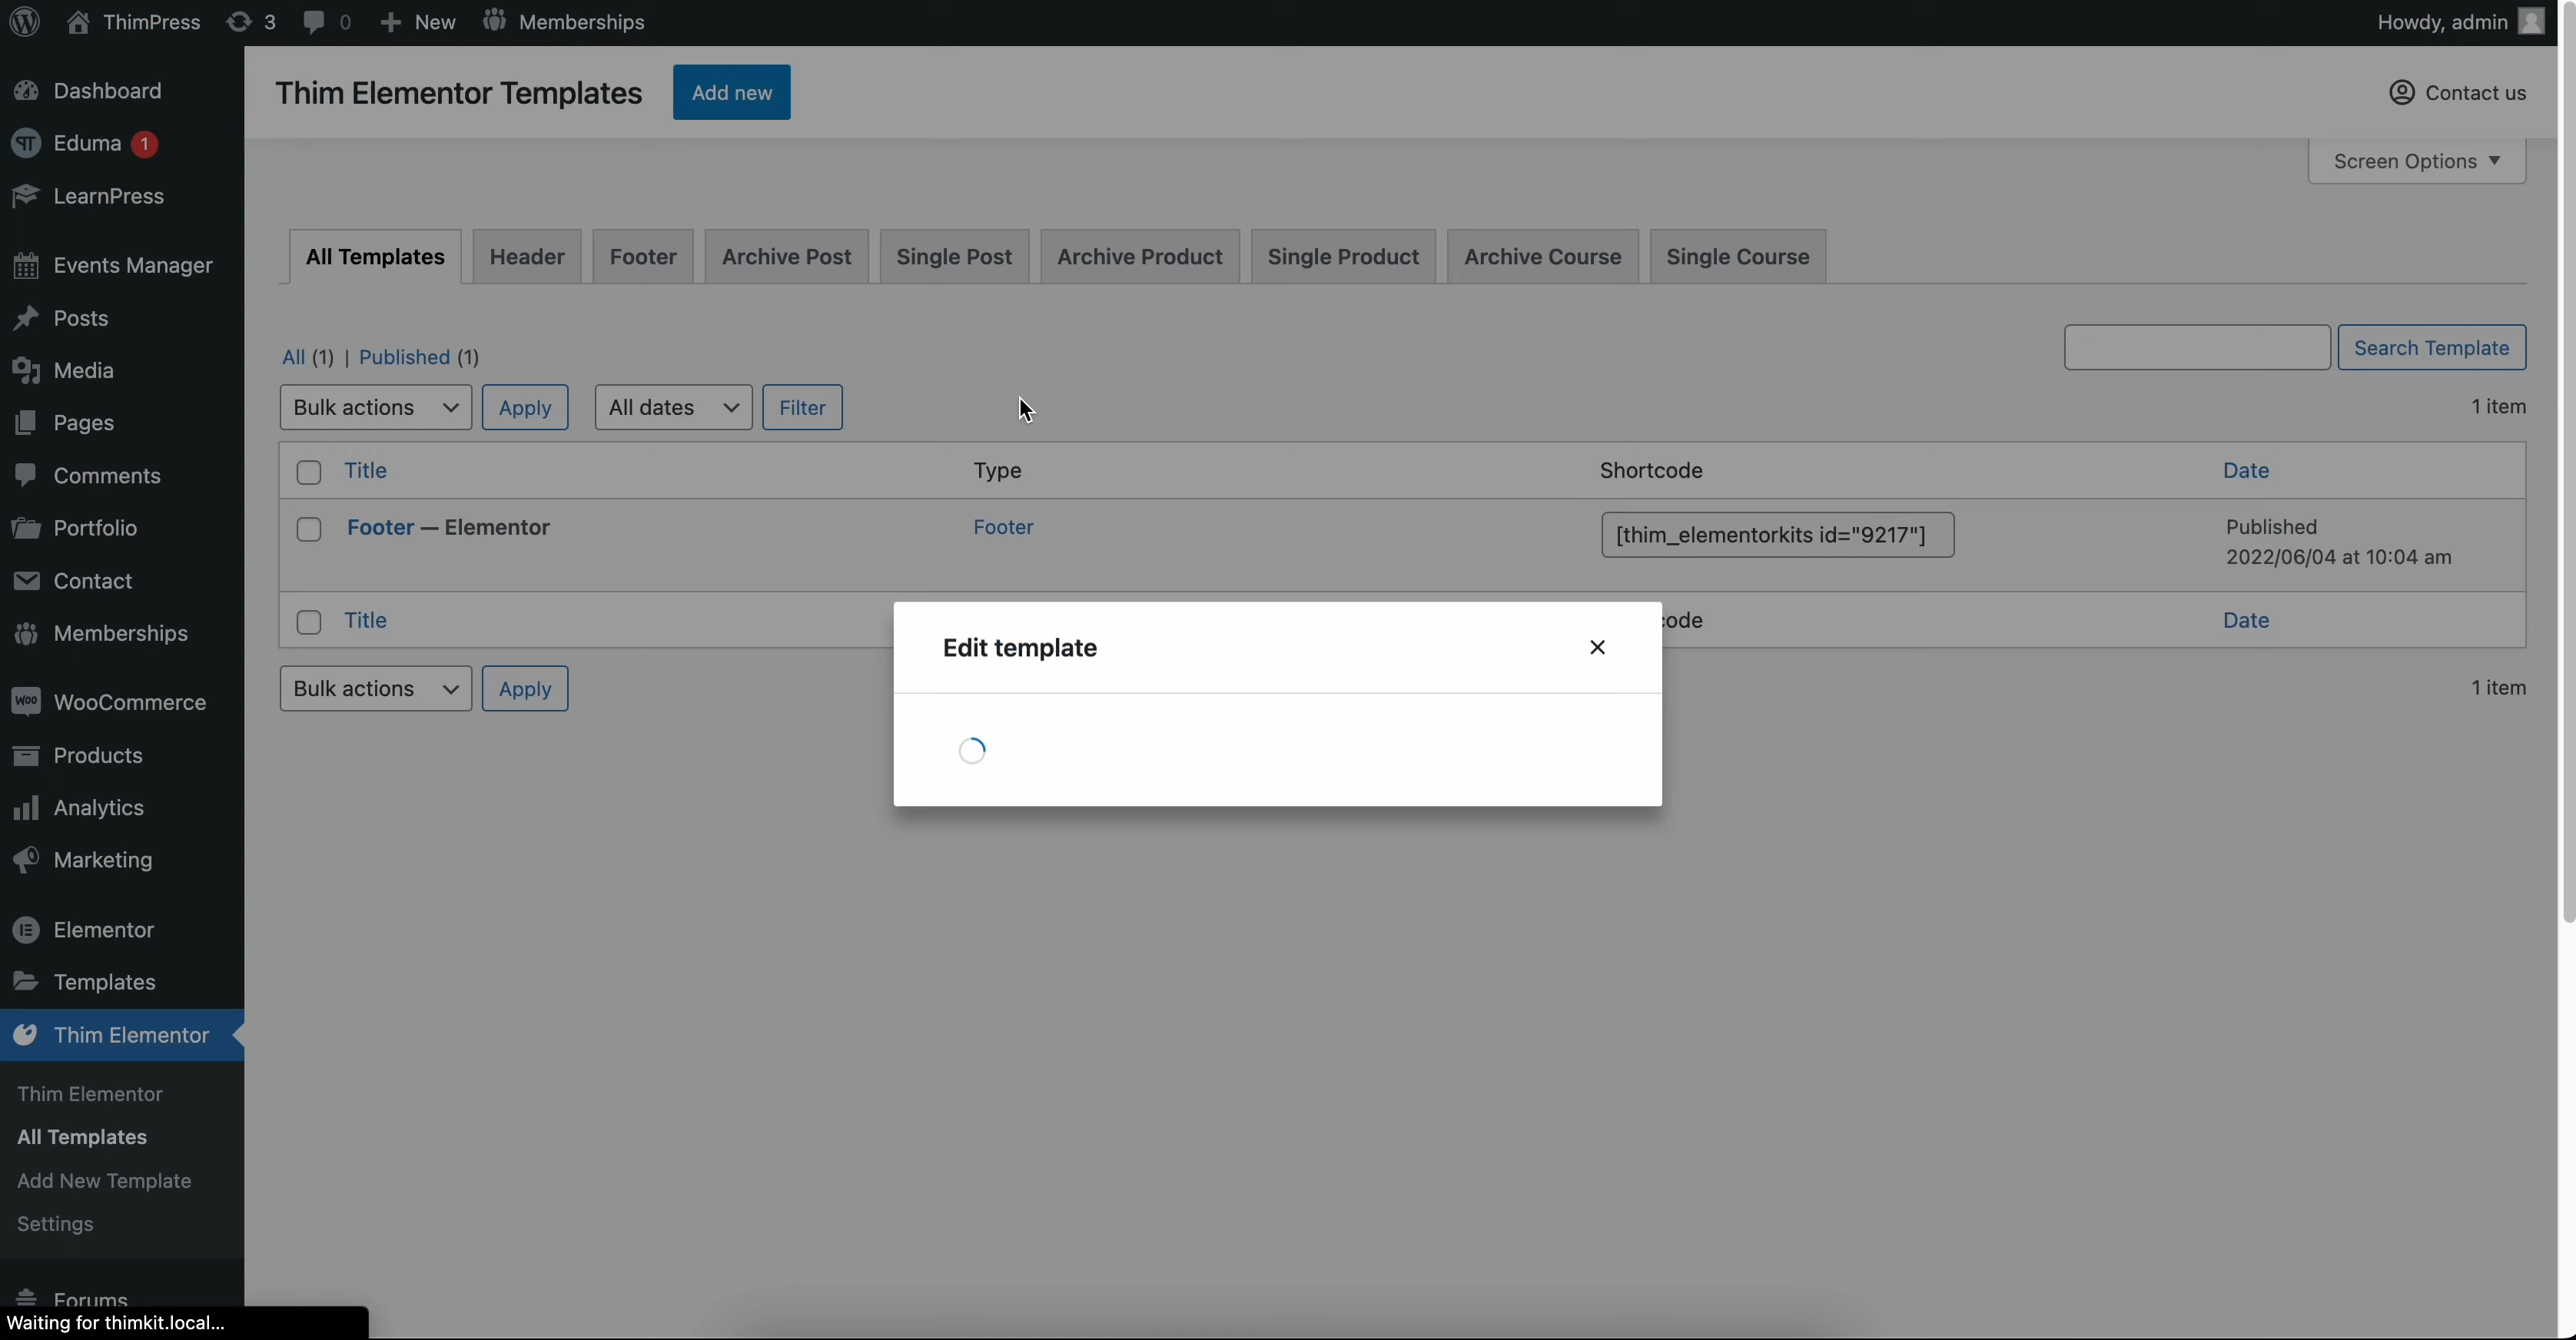 ThimPress 3 0 New Memberships Howdy, admin
Dashboard
Eduma 1
LearnPress
Events Manager
Posts
Media
Pages
Comments
Portfolio
Contact
Memberships
WooCommerce
Products
Analytics
Marketing
Elementor
Templates
Thim Elementor
Thim Elementor
All Templates
Add New Template
Settings
Forums
Waiting for thimkit.local...
Thim Elementor Templates Add new Contact us
Screen Options
All Templates Header Footer Archive Post Single Post Archive Product Single Product Archive Course Single Course
All (1) | Published (1) Search Template
Bulk actions Apply All dates Filter 1 item
Title Type Shortcode Date
Footer — Elementor Footer [thim_elementorkits id="9217"] Published
2022/06/04 at 10:04 am
Title code Date
Bulk actions Apply 1 item
Edit template